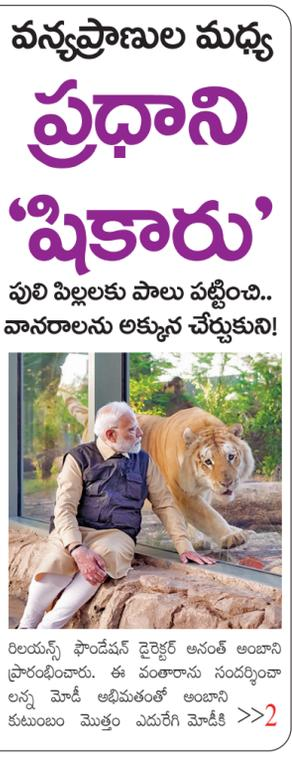 వన్యప్రాణుల మధ్య
ప్రధాని
‘షికారు’
పులి పిల్లలకు పాలు పట్టించి..
వానరాలను అక్కున చేర్చుకుని!
రిలయన్స్ ఫౌండేషన్ డైరెక్టర్ అనంత్ అంబానీ
ప్రారంభించారు. ఈ వంతారాను సందర్శించా
లన్న మోడీ అభిమతంతో అంబానీ
కుటుంబం మొత్తం ఎదురేగి మోడీకి >>2